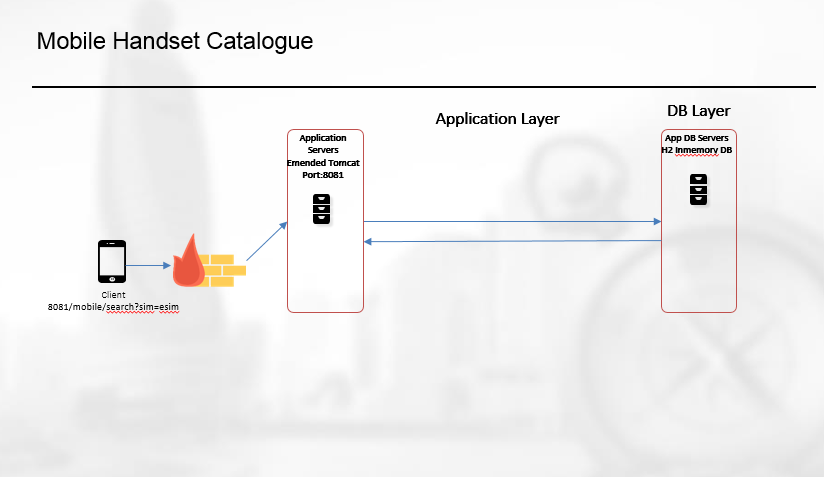 Mobile Handset Catalogue
Application Layer
DB Layer
Application
Servers
Emended Tomcat
Port:8081
App DB Servers
H2 Inmemory DB
Client
8081/mobile/search?sim=esim